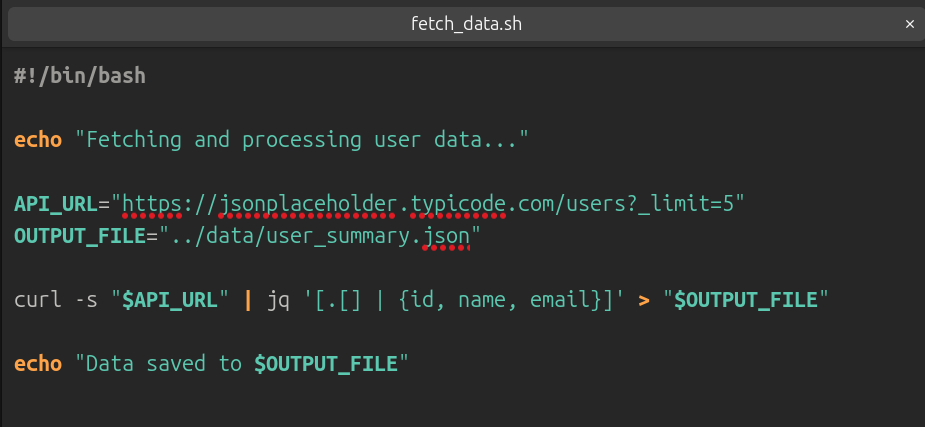 fetch_data.sh ×
#!/bin/bash
echo "Fetching and processing user data..."
API_URL="https://jsonplaceholder.typicode.com/users?_limit=5"
OUTPUT_FILE="../data/user_summary.json"
curl -s "$API_URL" | jq '[.[] | {id, name, email}]' > "$OUTPUT_FILE"
echo "Data saved to $OUTPUT_FILE"